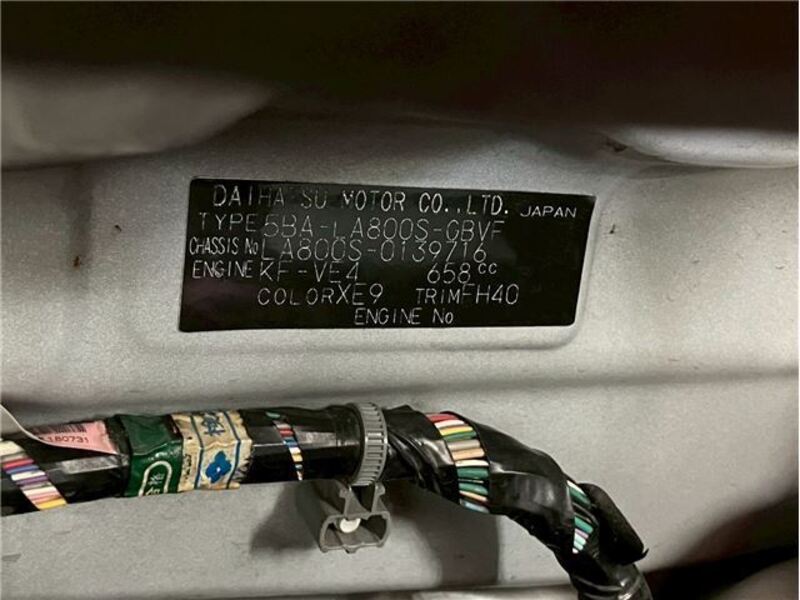 DAIHATSU MOTOR CO.,LTD. JAPAN
TYPE 5BA-LA800S-GBVF
CHASSIS No LA800S-0139716
ENGINE KF-VE4 658cc
COLOR XE9 TRIM FH40
ENGINE No
180731